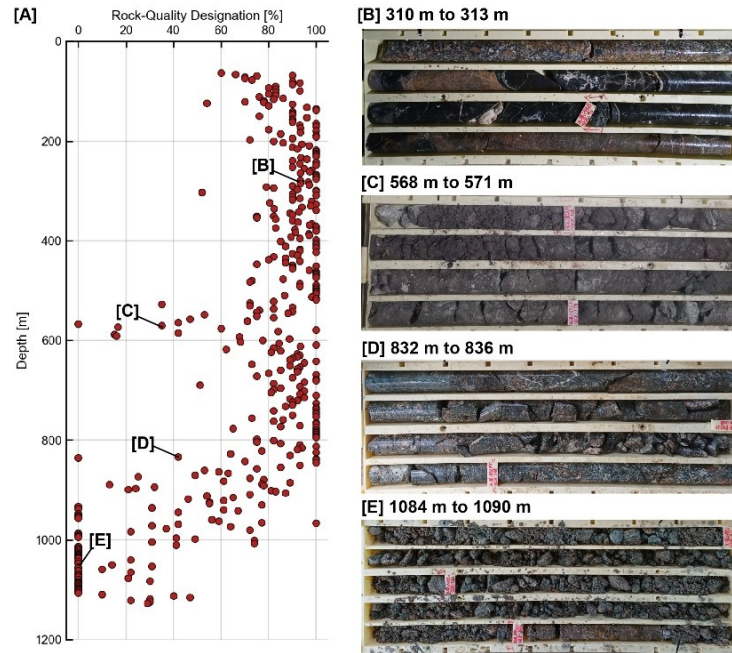 [A]
Rock-Quality Designation [%]
0 20 40 60 80 100
Depth [m]
0
200
400
600
800
1000
1200
[B]
[C]
[D]
[E]
[B] 310 m to 313 m
[C] 568 m to 571 m
[D] 832 m to 836 m
[E] 1084 m to 1090 m